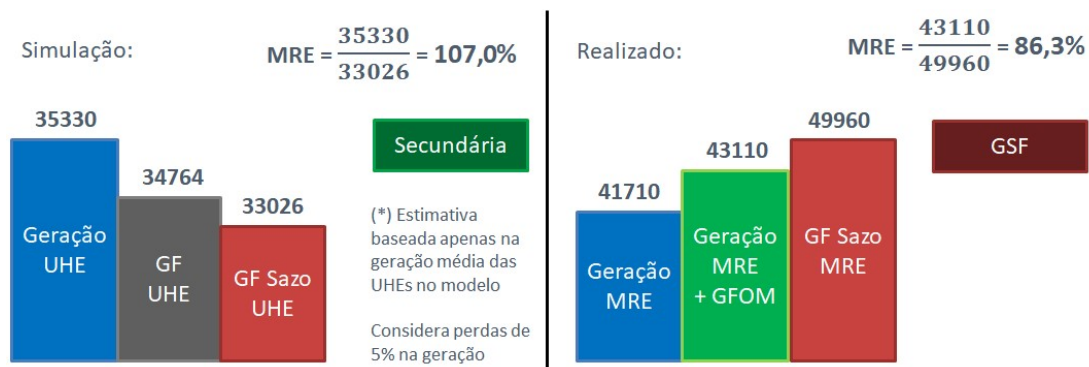 Simulação:
MRE = 35330 / 33026 = 107,0%
35330
34764
33026
Geração
UHE
GF
UHE
GF Sazo
UHE
Secundária
(*) Estimativa
baseada apenas na
geração média das
UHEs no modelo
Considera perdas de
5% na geração
Realizado:
MRE = 43110 / 49960 = 86,3%
41710
43110
49960
Geração
MRE
Geração
MRE
+ GFOM
GF Sazo
MRE
GSF